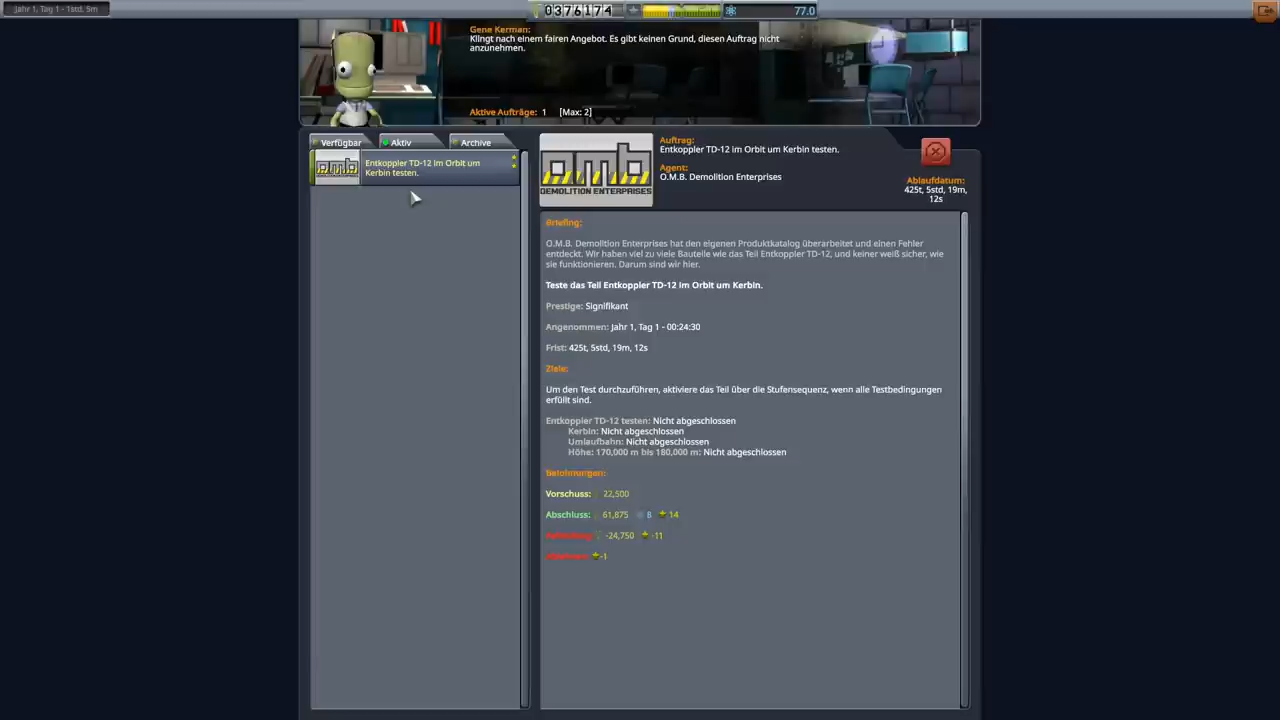 Jahr 1, Tag 1 - 1std. 5m
0376174
77.0
Gene Kerman:
Klingt nach einem fairen Angebot. Es gibt keinen Grund, diesen Auftrag nicht
anzunehmen.
Aktive Aufträge: 1 [Max: 2]
Verfügbar
Aktiv
Archive
omb
Entkoppler TD-12 im Orbit um
Kerbin testen.
omb
DEMOLITION ENTERPRISES
Auftrag:
Entkoppler TD-12 im Orbit um Kerbin testen.
Agent:
O.M.B. Demolition Enterprises
Ablaufdatum:
425t, 5std, 19m,
12s
Briefing:
O.M.B. Demolition Enterprises hat den eigenen Produktkatalog überarbeitet und einen Fehler
entdeckt. Wir haben viel zu viele Bauteile wie das Teil Entkoppler TD-12, und keiner weiß sicher, wie
sie funktionieren. Darum sind wir hier.
Teste das Teil Entkoppler TD-12 im Orbit um Kerbin.
Prestige: Signifikant
Angenommen: Jahr 1, Tag 1 - 00:24:30
Frist: 425t, 5std, 19m, 12s
Ziele:
Um den Test durchzuführen, aktiviere das Teil über die Stufensequenz, wenn alle Testbedingungen
erfüllt sind.
Entkoppler TD-12 testen: Nicht abgeschlossen
Kerbin: Nicht abgeschlossen
Umlaufbahn: Nicht abgeschlossen
Höhe: 170,000 m bis 180,000 m: Nicht abgeschlossen
Belohnungen:
Vorschuss: 22,500
Abschluss: 61,875 8 14
-24,750 -11
-1